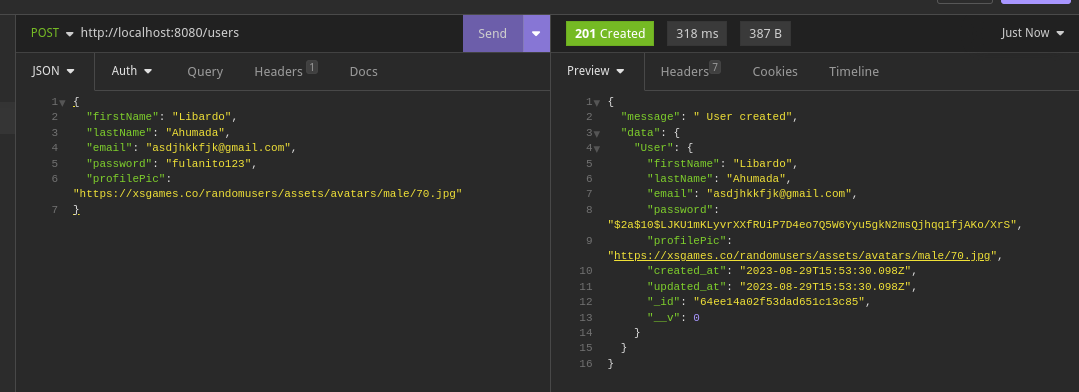 POST http://localhost:8080/users Send
201 Created 318 ms 387 B Just Now
JSON Auth Query Headers 1 Docs
Preview Headers 7 Cookies Timeline
1 {
2 "firstName": "Libardo",
3 "lastName": "Ahumada",
4 "email": "asdjhkkfjk@gmail.com",
5 "password": "fulanito123",
6 "profilePic":
"https://xsgames.co/randomusers/assets/avatars/male/70.jpg"
7 }
1 {
2 "message": " User created",
3 "data": {
4 "User": {
5 "firstName": "Libardo",
6 "lastName": "Ahumada",
7 "email": "asdjhkkfjk@gmail.com",
8 "password":
"$2a$10$LJKU1mKLyvrXXfRUiP7D4eo7Q5W6Yyu5gkN2msQjhqq1fjAKo/XrS",
9 "profilePic":
"https://xsgames.co/randomusers/assets/avatars/male/70.jpg",
10 "created_at": "2023-08-29T15:53:30.098Z",
11 "updated_at": "2023-08-29T15:53:30.098Z",
12 "_id": "64ee14a02f53dad651c13c85",
13 "__v": 0
14 }
15 }
16 }